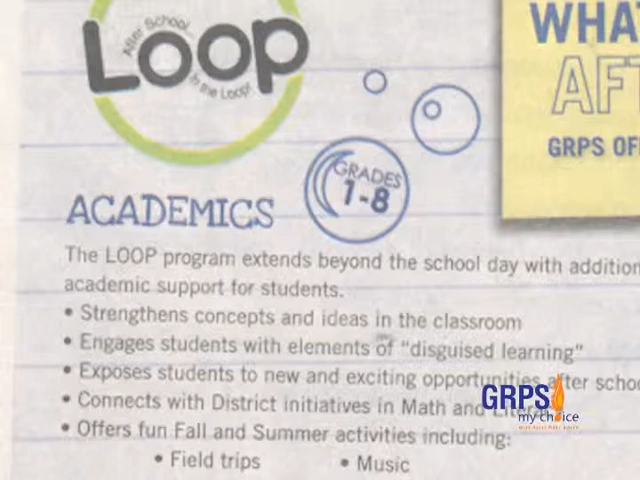 After School...
Loop
In the Loop!
WHA
AFT
GRPS OF
GRADES
1-8
ACADEMICS
The LOOP program extends beyond the school day with addition
academic support for students.
• Strengthens concepts and ideas in the classroom
• Engages students with elements of "disguised learning"
• Exposes students to new and exciting opportunities after schoo
• Connects with District initiatives in Math and Litera
• Offers fun Fall and Summer activities including:
• Field trips • Music
GRPS
my choice